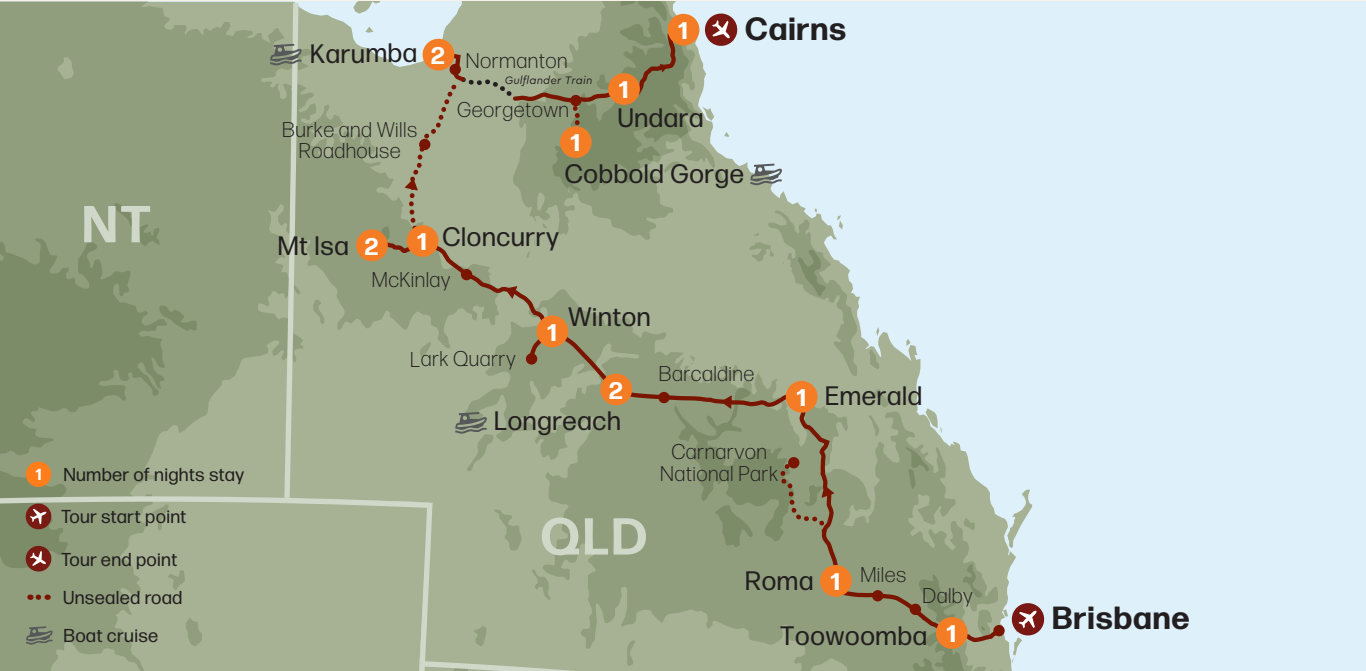 1 Cairns
Karumba 2
Normanton
Gulflander Train
Georgetown
1
Undara
Burke and Wills
Roadhouse
1
Cobbold Gorge
NT
Mt Isa 2
1 Cloncurry
McKinlay
Winton
1
Lark Quarry
Barcaldine
2
Longreach
1 Emerald
Carnarvon
National Park
1 Number of nights stay
Tour start point
Tour end point
Unsealed road
Boat cruise
QLD
Roma 1
Miles
Dalby
Toowoomba 1
Brisbane